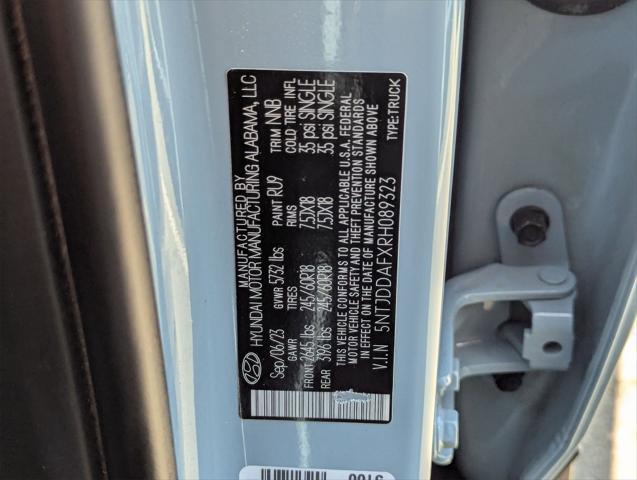 MANUFACTURED BY
HYUNDAI MOTOR MANUFACTURING ALABAMA, LLC
Sep/06/23 GVWR 5732 lbs PAINT RU9 TRIM NNB
GAWR TIRES RIMS COLD TIRE INFL
FRONT 2645 lbs 245/60R18 7.5JX18 35 psi SINGLE
REAR 3196 lbs 245/60R18 7.5JX18 35 psi SINGLE
THIS VEHICLE CONFORMS TO ALL APPLICABLE U.S.A. FEDERAL
MOTOR VEHICLE SAFETY AND THEFT PREVENTION STANDARDS
IN EFFECT ON THE DATE OF MANUFACTURE SHOWN ABOVE
V.I.N 5NTJDDAFXRH089323 TYPE:TRUCK